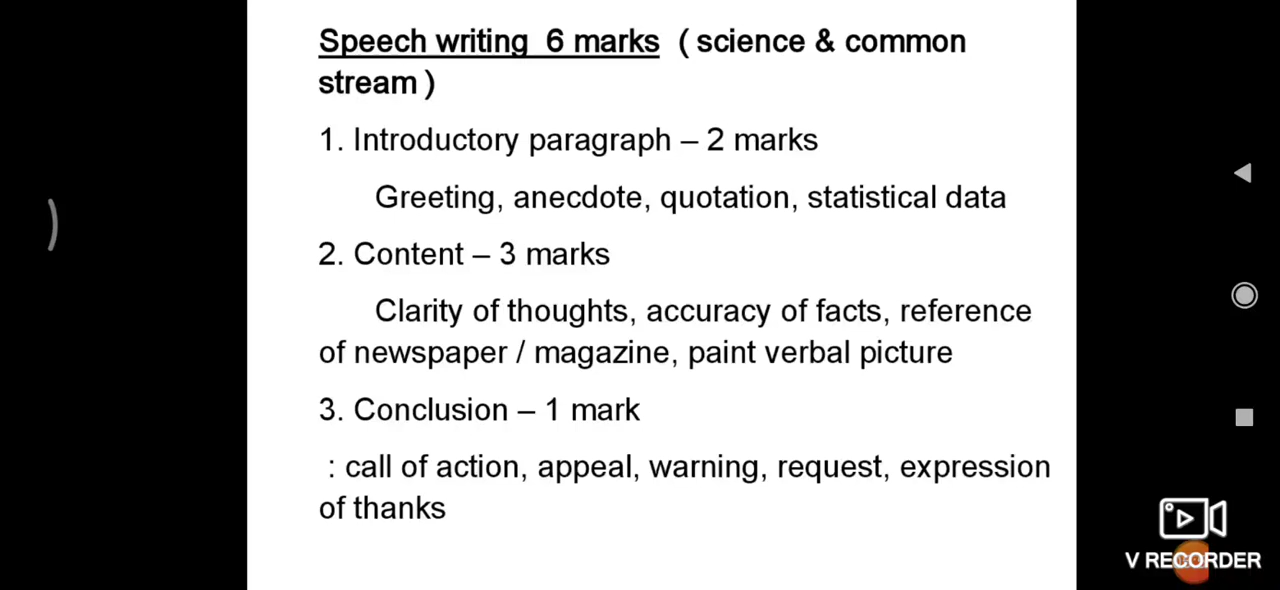 Speech writing 6 marks ( science & common
stream )
1. Introductory paragraph – 2 marks
Greeting, anecdote, quotation, statistical data
2. Content – 3 marks
Clarity of thoughts, accuracy of facts, reference
of newspaper / magazine, paint verbal picture
3. Conclusion – 1 mark
: call of action, appeal, warning, request, expression
of thanks
V RECORDER